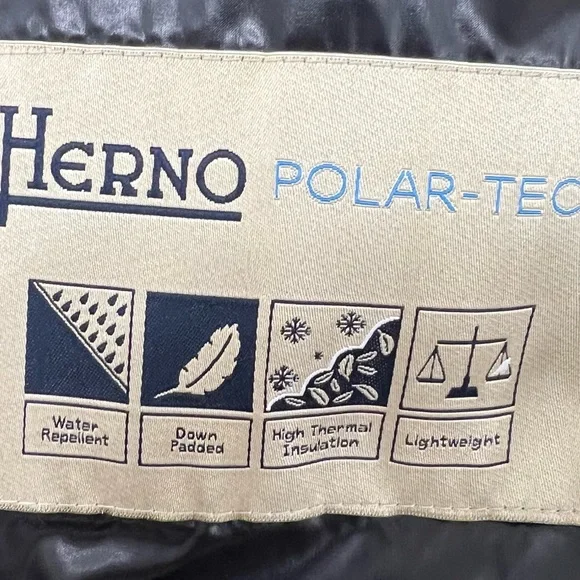 HERNO POLAR-TEC
Water
Repellent
Down
Padded
High Thermal
Insulation
Lightweight